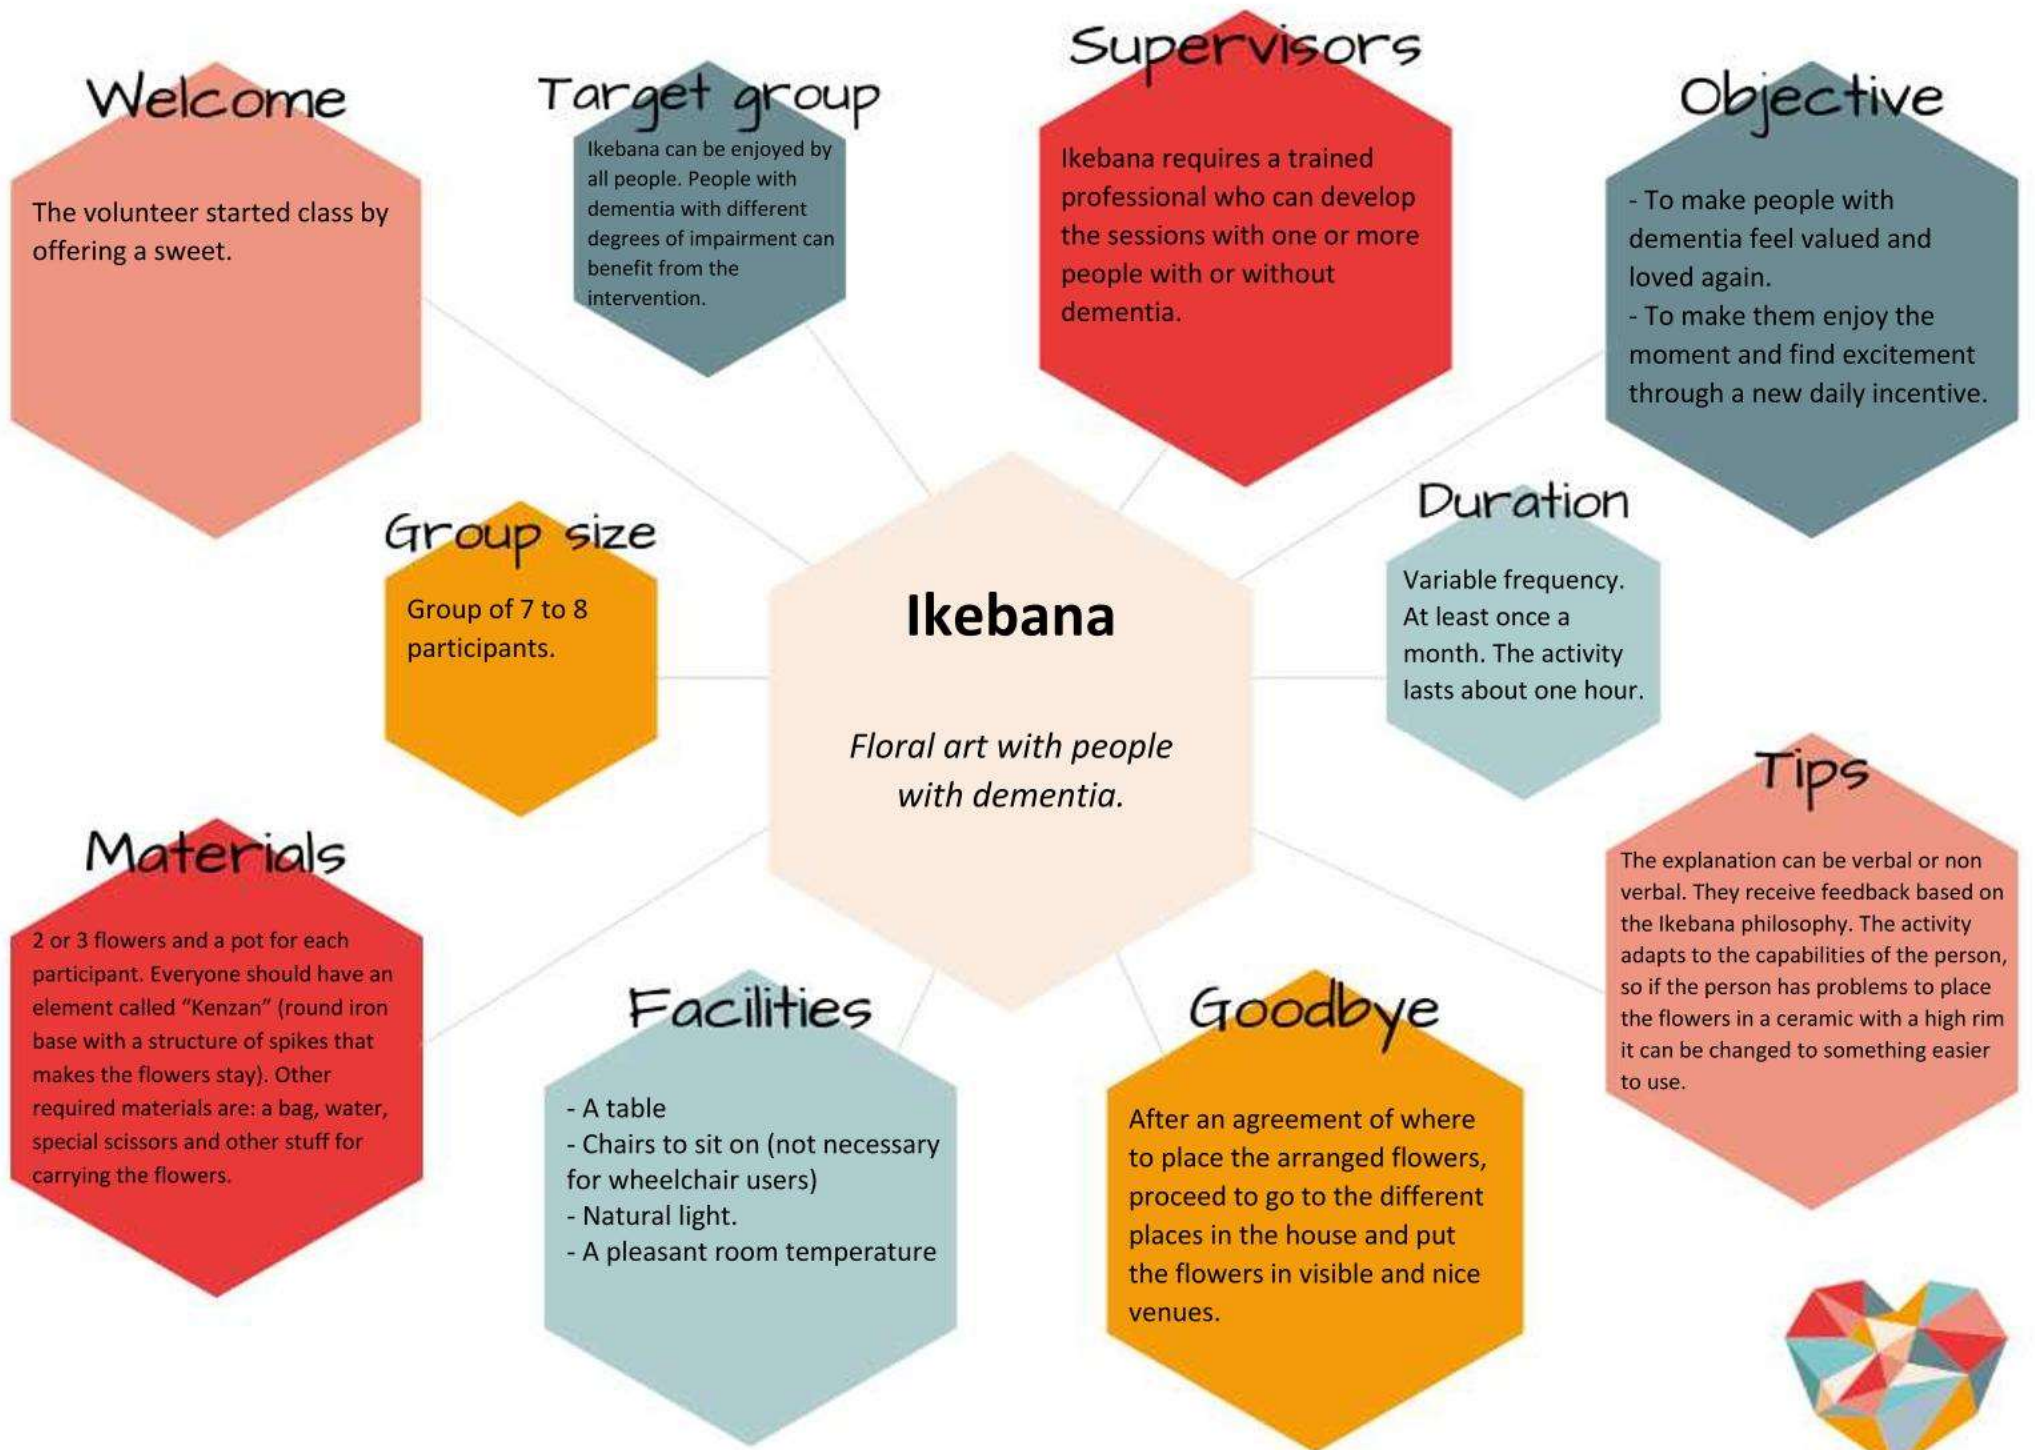 Welcome
The volunteer started class by
offering a sweet.
Target group
Ikebana can be enjoyed by
all people. People with
dementia with different
degrees of impairment can
benefit from the
intervention.
Supervisors
Ikebana requires a trained
professional who can develop
the sessions with one or more
people with or without
dementia.
Objective
- To make people with
dementia feel valued and
loved again.
- To make them enjoy the
moment and find excitement
through a new daily incentive.
Group size
Group of 7 to 8
participants.
Ikebana
Floral art with people
with dementia.
Duration
Variable frequency.
At least once a
month. The activity
lasts about one hour.
Materials
2 or 3 flowers and a pot for each
participant. Everyone should have an
element called “Kenzan” (round iron
base with a structure of spikes that
makes the flowers stay). Other
required materials are: a bag, water,
special scissors and other stuff for
carrying the flowers.
Facilities
- A table
- Chairs to sit on (not necessary
for wheelchair users)
- Natural light.
- A pleasant room temperature
Goodbye
After an agreement of where
to place the arranged flowers,
proceed to go to the different
places in the house and put
the flowers in visible and nice
venues.
Tips
The explanation can be verbal or non
verbal. They receive feedback based on
the Ikebana philosophy. The activity
adapts to the capabilities of the person,
so if the person has problems to place
the flowers in a ceramic with a high rim
it can be changed to something easier
to use.